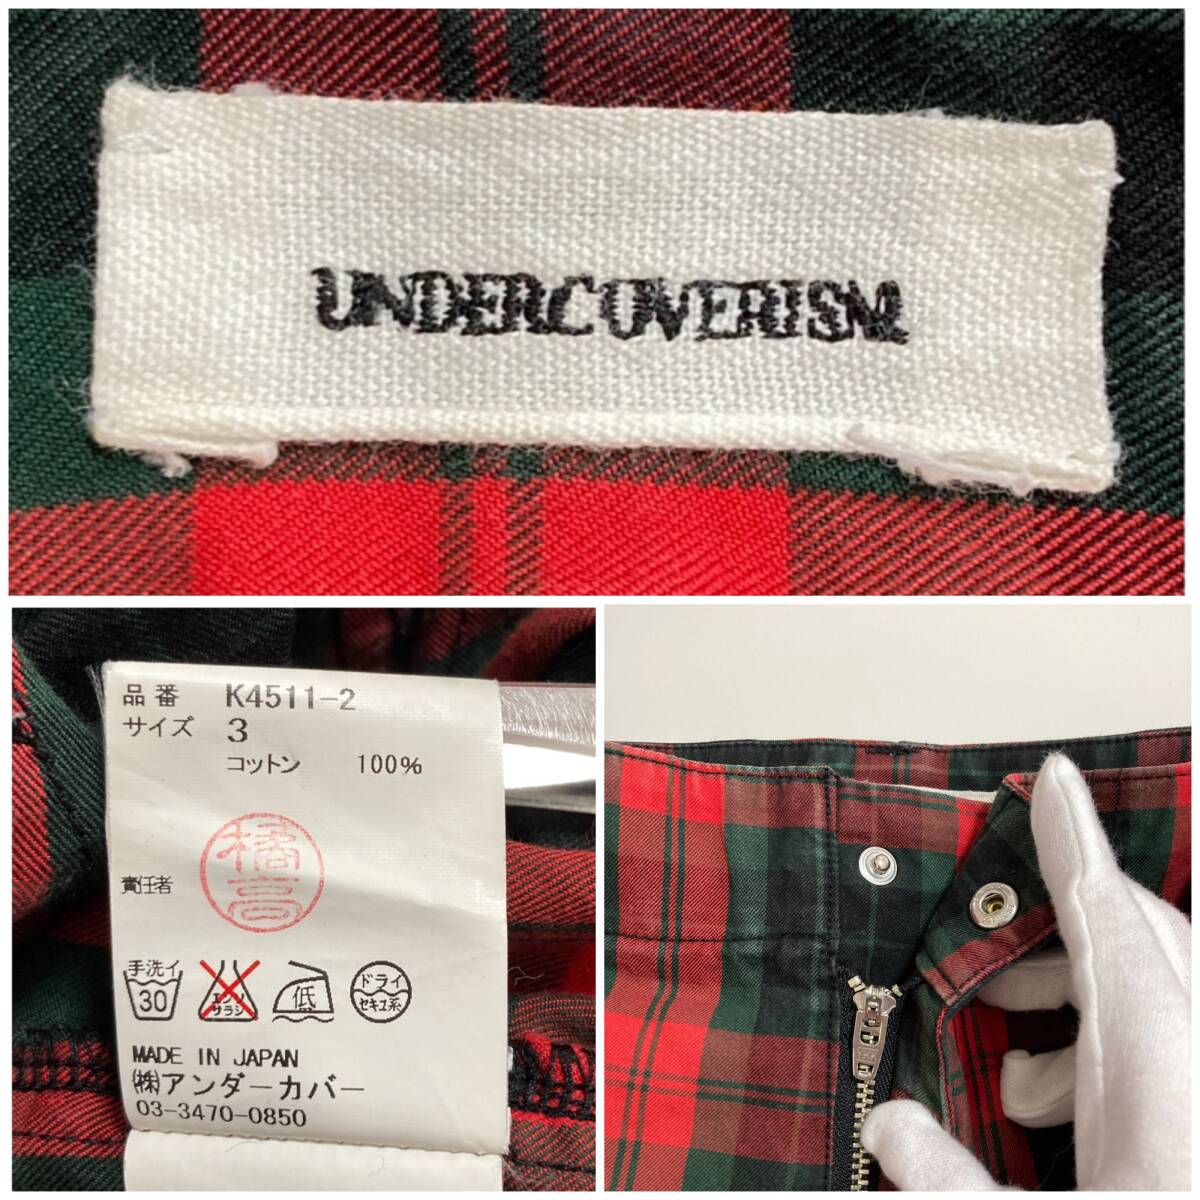 UNDERCOVERISM
品番 K4511-2
サイズ 3
コットン 100%
責任者
橘高
手洗イ
30
エンソ
サラシ
低
ドライ
セキユ系
MADE IN JAPAN
㈱アンダーカバー
03-3470-0850
YKK